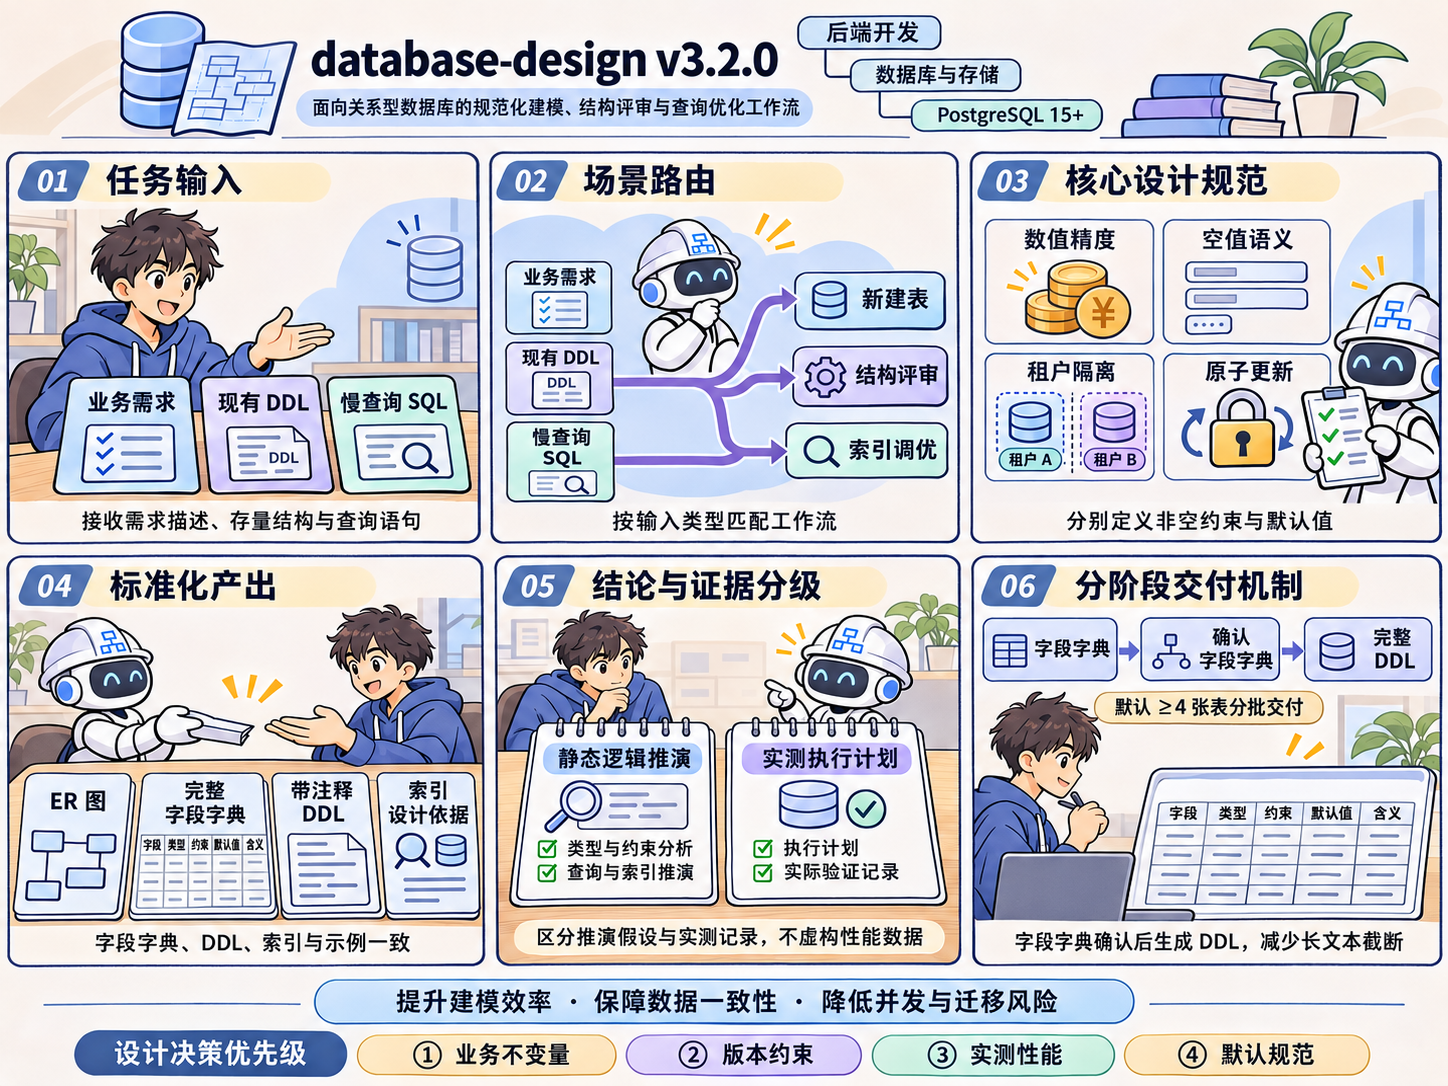 database-design v3.2.0
面向关系型数据库的规范化建模、结构评审与查询优化工作流
后端开发
数据库与存储
PostgreSQL 15+
01 任务输入
业务需求
现有 DDL
DDL
慢查询 SQL
接收需求描述、存量结构与查询语句
02 场景路由
业务需求
现有 DDL
DDL
慢查询
SQL
新建表
结构评审
索引调优
按输入类型匹配工作流
03 核心设计规范
数值精度
¥
空值语义
租户隔离
租户 A
租户 B
原子更新
分别定义非空约束与默认值
04 标准化产出
ER 图
完整
字段字典
字段 类型 约束 默认值 含义
带注释
DDL
索引
设计依据
字段字典、DDL、索引与示例一致
05 结论与证据分级
静态逻辑推演
类型与约束分析
查询与索引推演
实测执行计划
执行计划
实际验证记录
区分推演假设与实测记录，不虚构性能数据
06 分阶段交付机制
字段字典
确认
字段字典
完整
DDL
默认 ≥4 张表分批交付
字段 类型 约束 默认值 含义
字段字典确认后生成 DDL，减少长文本截断
提升建模效率 · 保障数据一致性 · 降低并发与迁移风险
设计决策优先级
① 业务不变量
② 版本约束
③ 实测性能
④ 默认规范